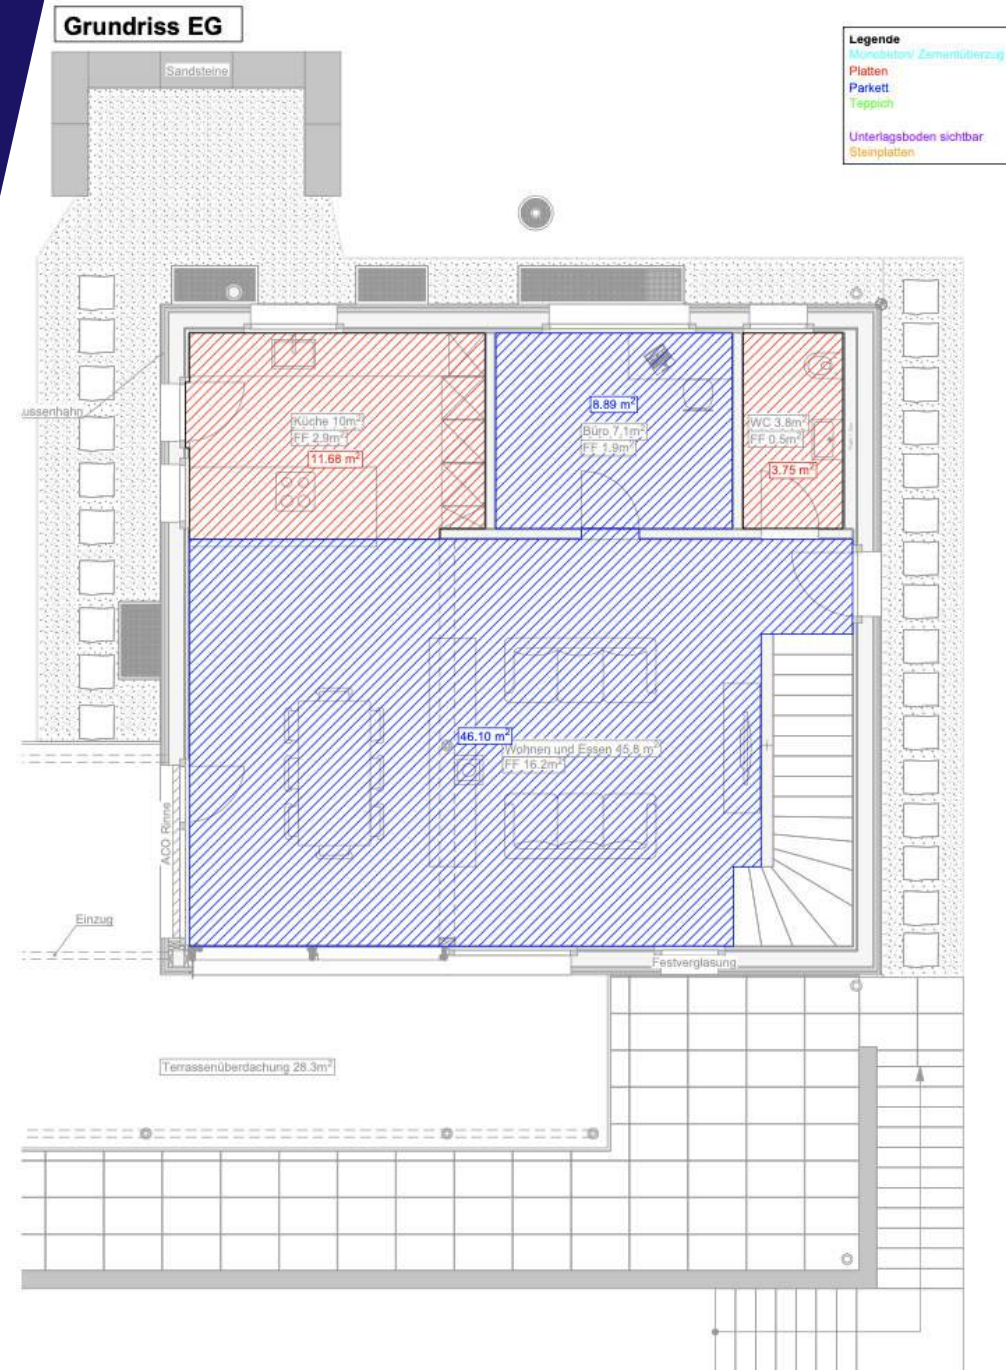 Grundriss EG
Legende
Monobeton/ Zementüberzug
Platten
Parkett
Teppich
Unterlagsboden sichtbar
Steinplatten
Sandsteine
ussenhahn
Küche 10m²
FF 2.9m²
11.68 m²
8.89 m²
Büro 7.1m²
FF 1.9m²
WC 3.8m²
FF 0.5m²
3.75 m²
46.10 m²
Wohnen und Essen 45,8 m²
FF 16.2m²
ACO Rinne
Einzug
Festverglasung
Terrassenüberdachung 28.3m²